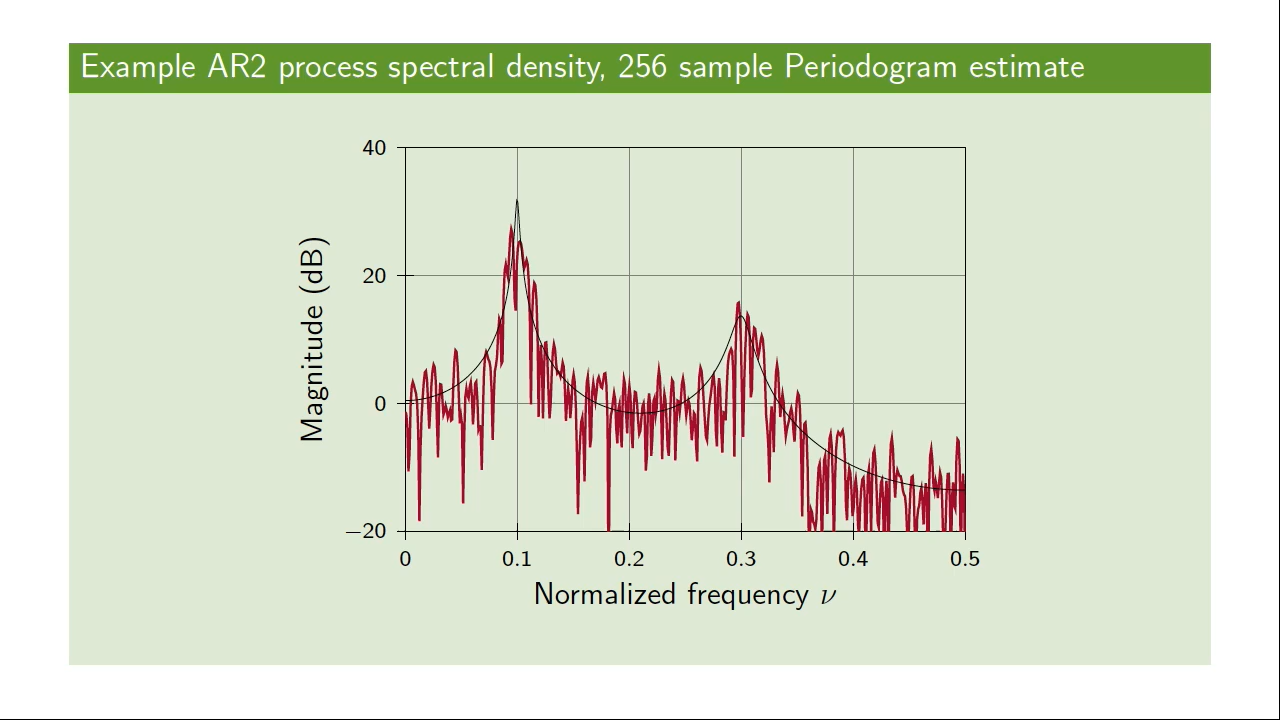 Example AR2 process spectral density, 256 sample Periodogram estimate
40
20
0
−20
Magnitude (dB)
0 0.1 0.2 0.3 0.4 0.5
Normalized frequency ν